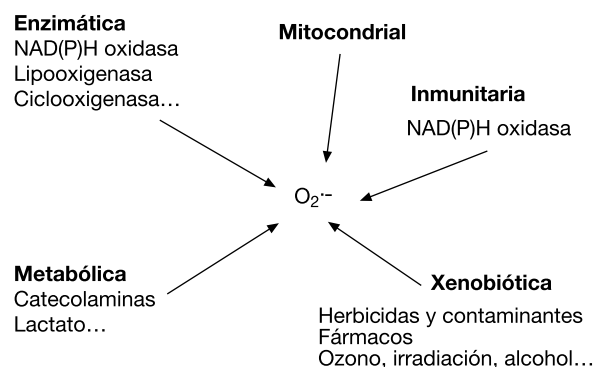 Enzimática
NAD(P)H oxidasa
Lipooxigenasa
Ciclooxigenasa…
Mitocondrial
Inmunitaria
NAD(P)H oxidasa
O₂·-
Metabólica
Catecolaminas
Lactato…
Xenobiótica
Herbicidas y contaminantes
Fármacos
Ozono, irradiación, alcohol…